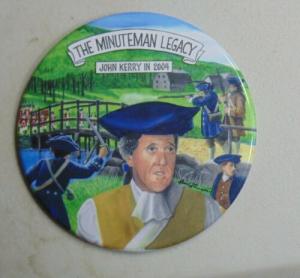 THE MINUTEMAN LEGACY
JOHN KERRY IN 2004